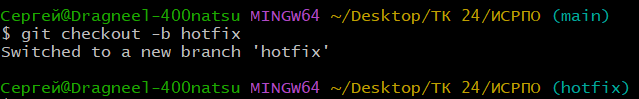 Сергей@Dragneel-400natsu MINGW64 ~/Desktop/ТК 24/ИСРПО (main)
$ git checkout -b hotfix
Switched to a new branch 'hotfix'
Сергей@Dragneel-400natsu MINGW64 ~/Desktop/ТК 24/ИСРПО (hotfix)